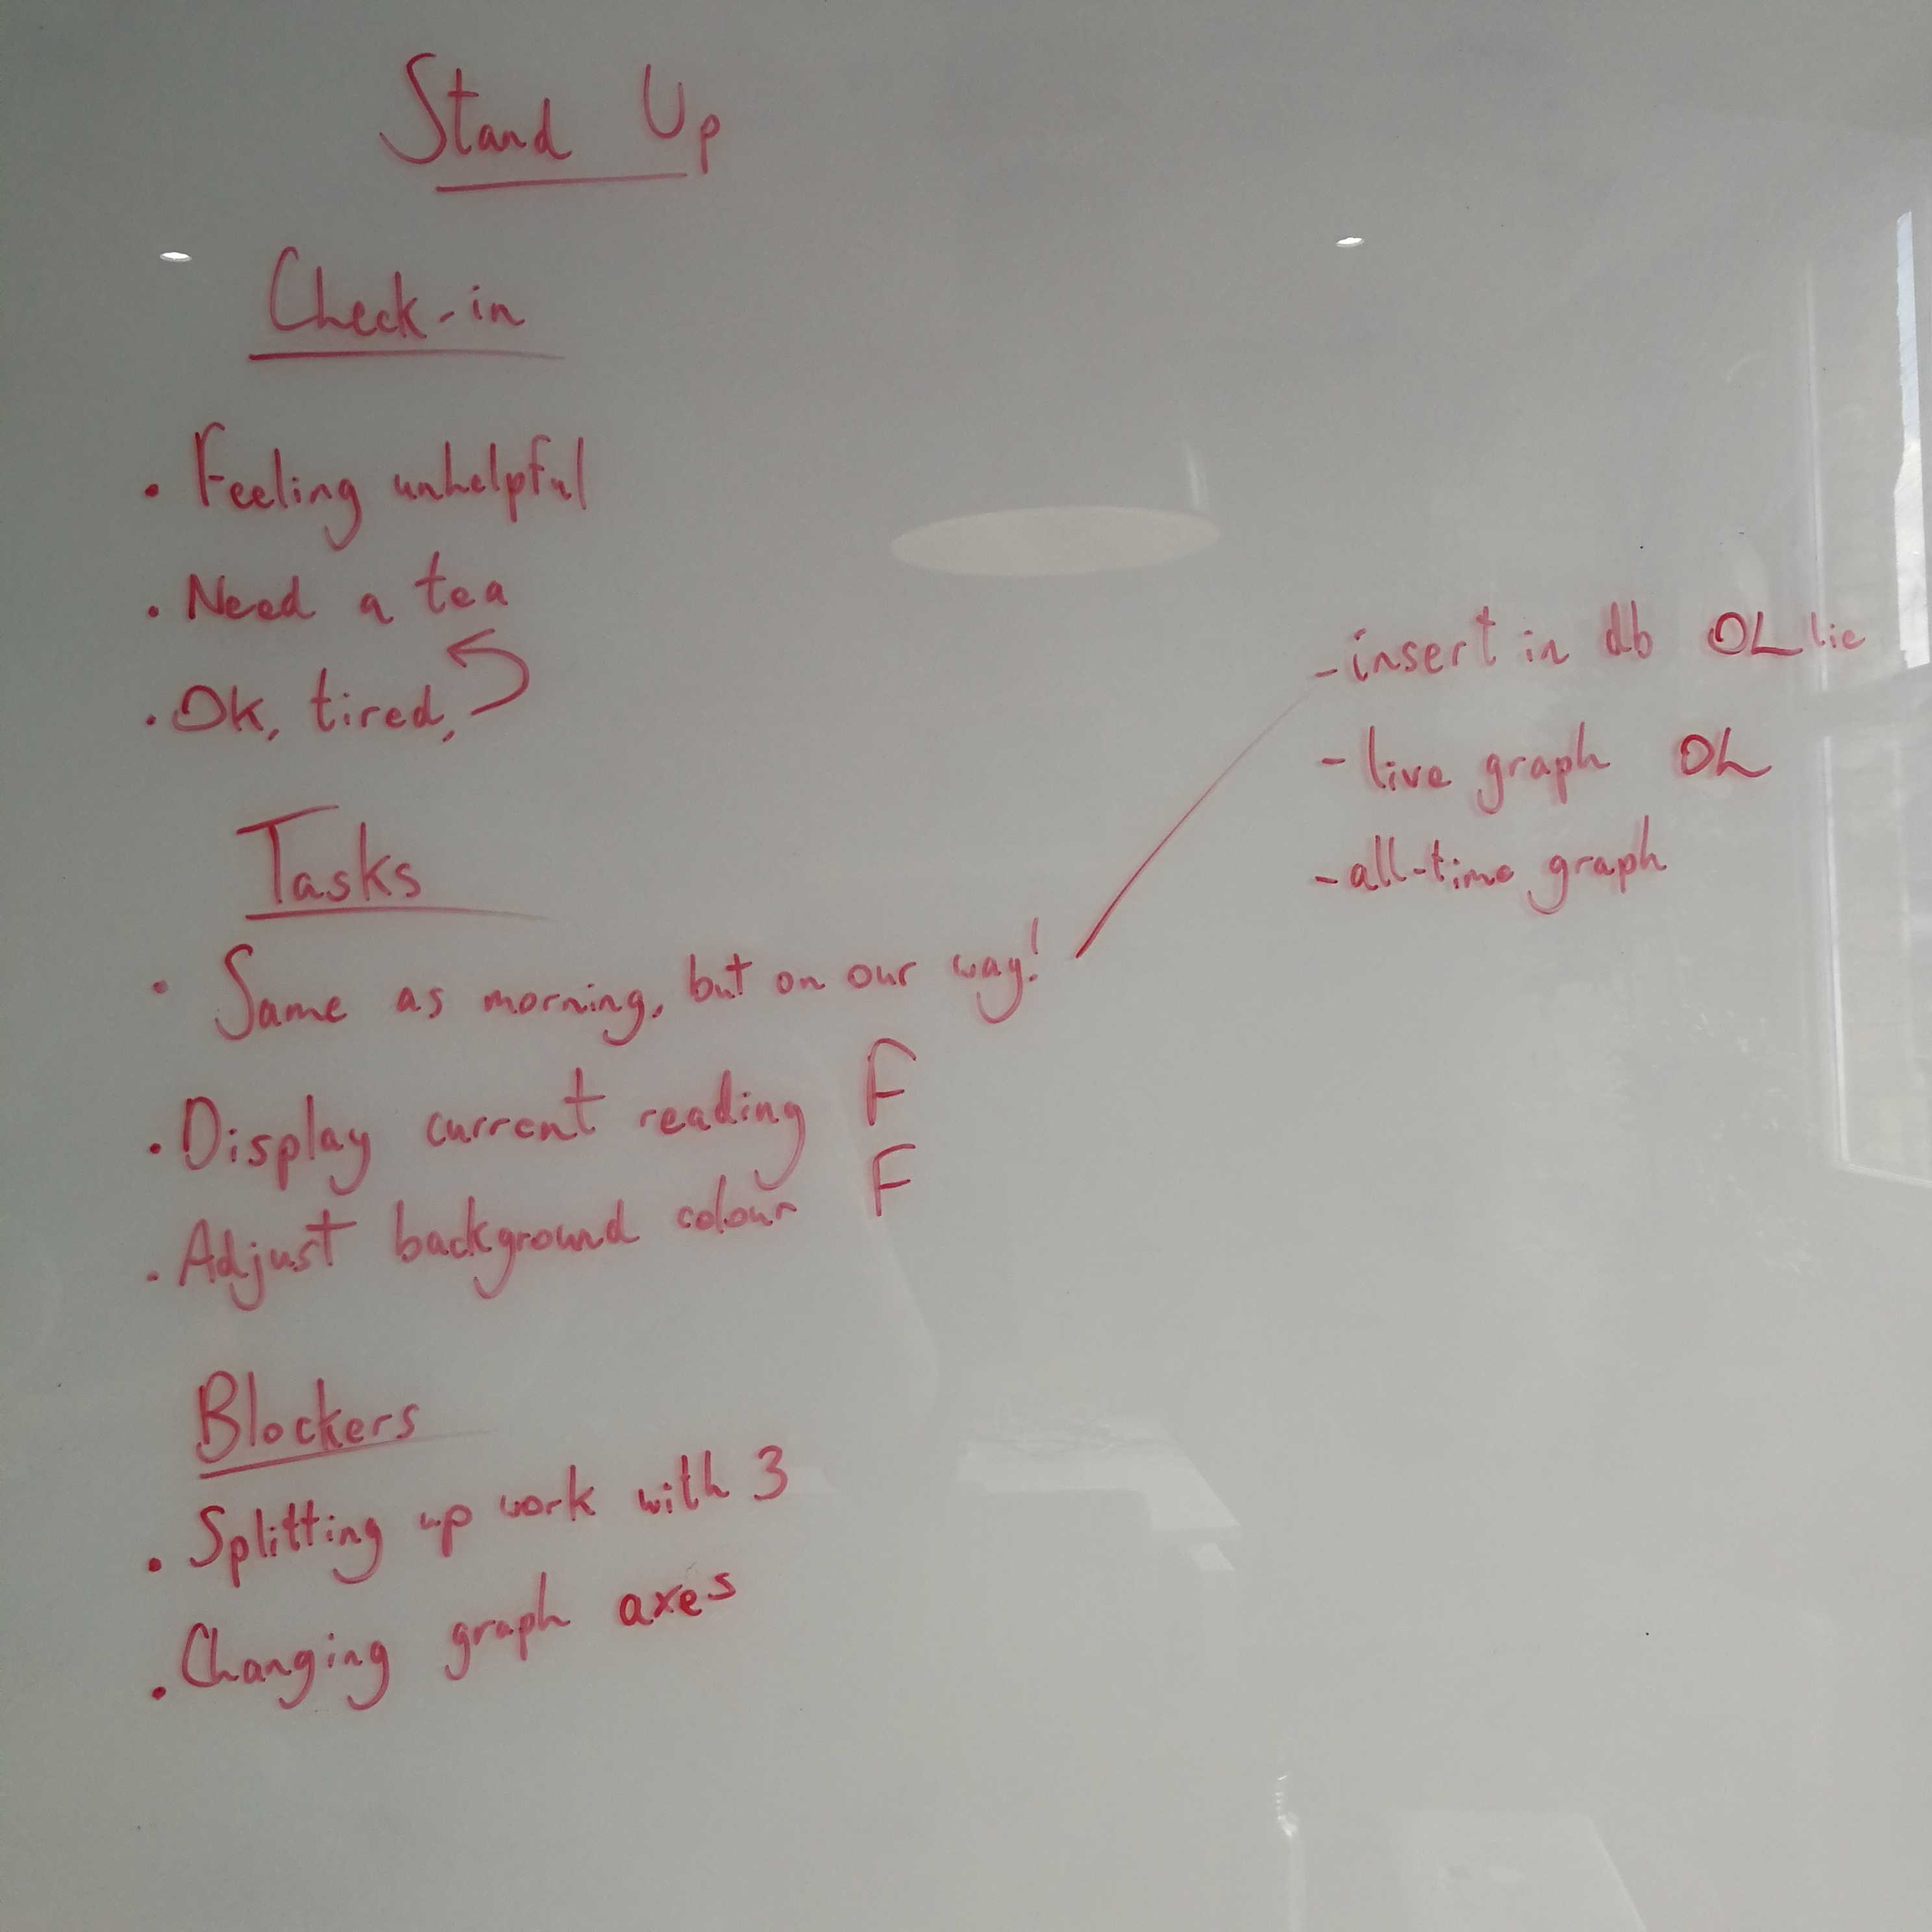 Stand Up
Check-in
• Feeling unhelpful
• Need a tea
• Ok, tired,
Tasks
• Same as morning, but on our way!
- insert in db OLlie
- live graph OL
- all-time graph
• Display current reading F
• Adjust background colour F
Blockers
• Splitting up work with 3
• Changing graph axes